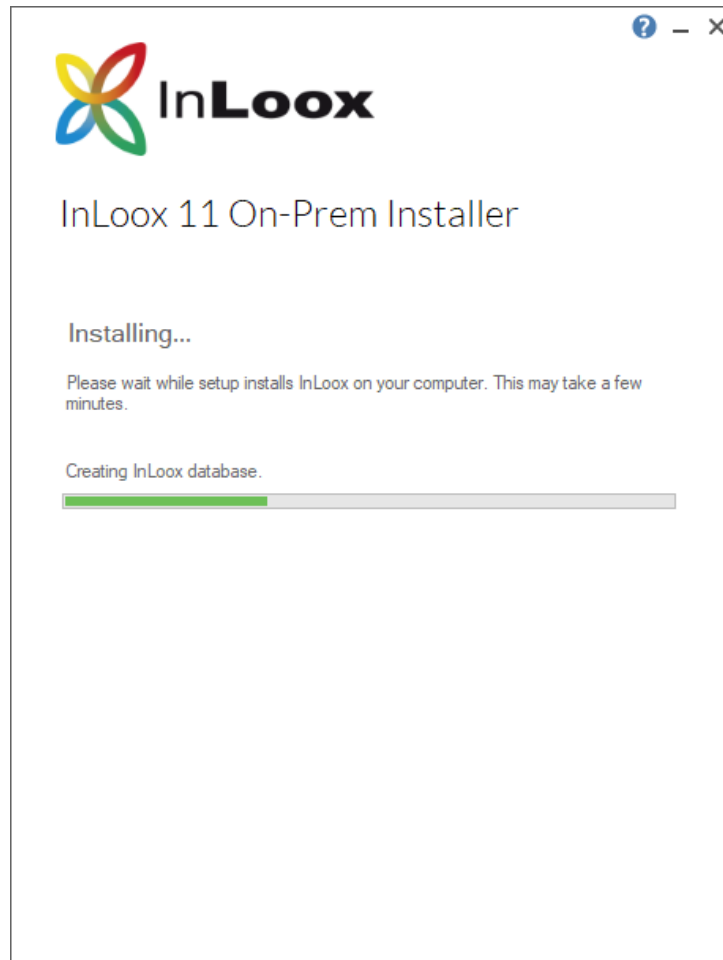 InLoox
InLoox 11 On-Prem Installer
Installing...
Please wait while setup installs InLoox on your computer. This may take a few
minutes.
Creating InLoox database.